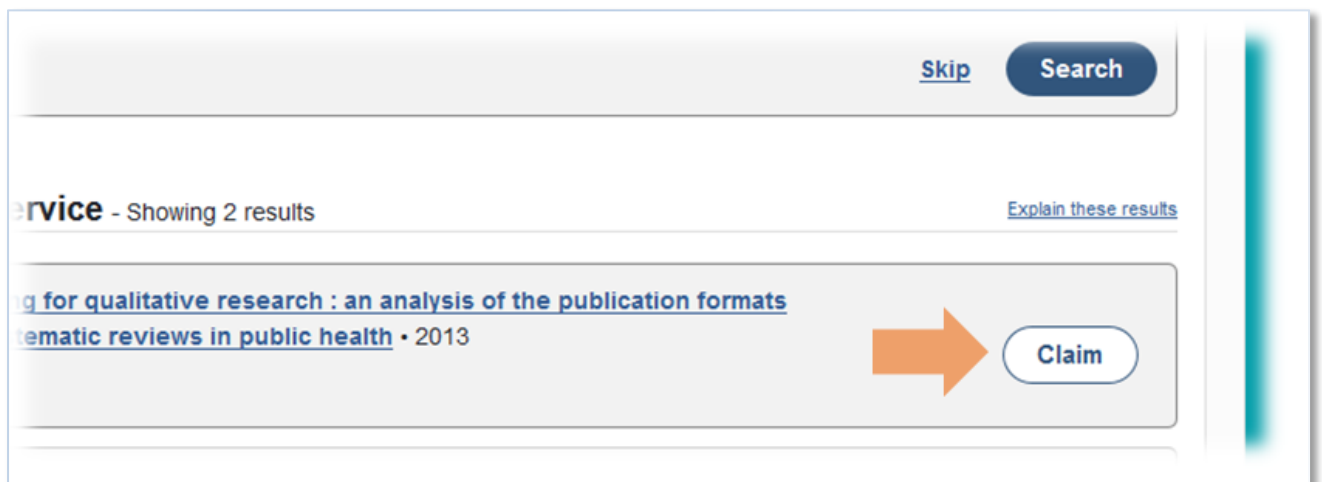 Skip Search
ervice - Showing 2 results Explain these results
g for qualitative research : an analysis of the publication formats
tematic reviews in public health • 2013
Claim